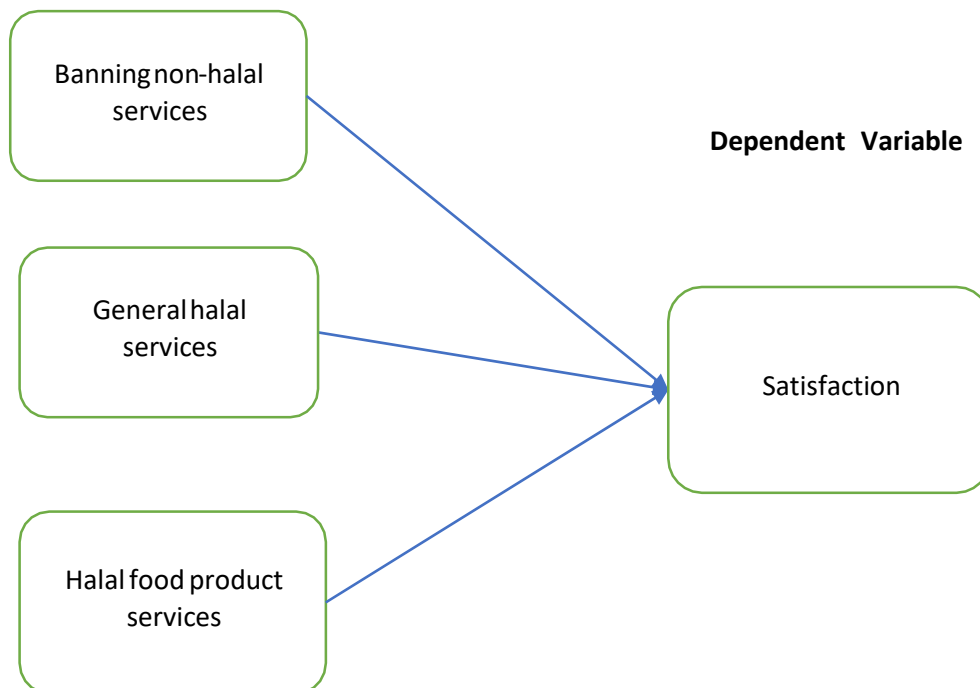 Banning non-halal
services
Dependent Variable
General halal
services
Satisfaction
Halal food product
services